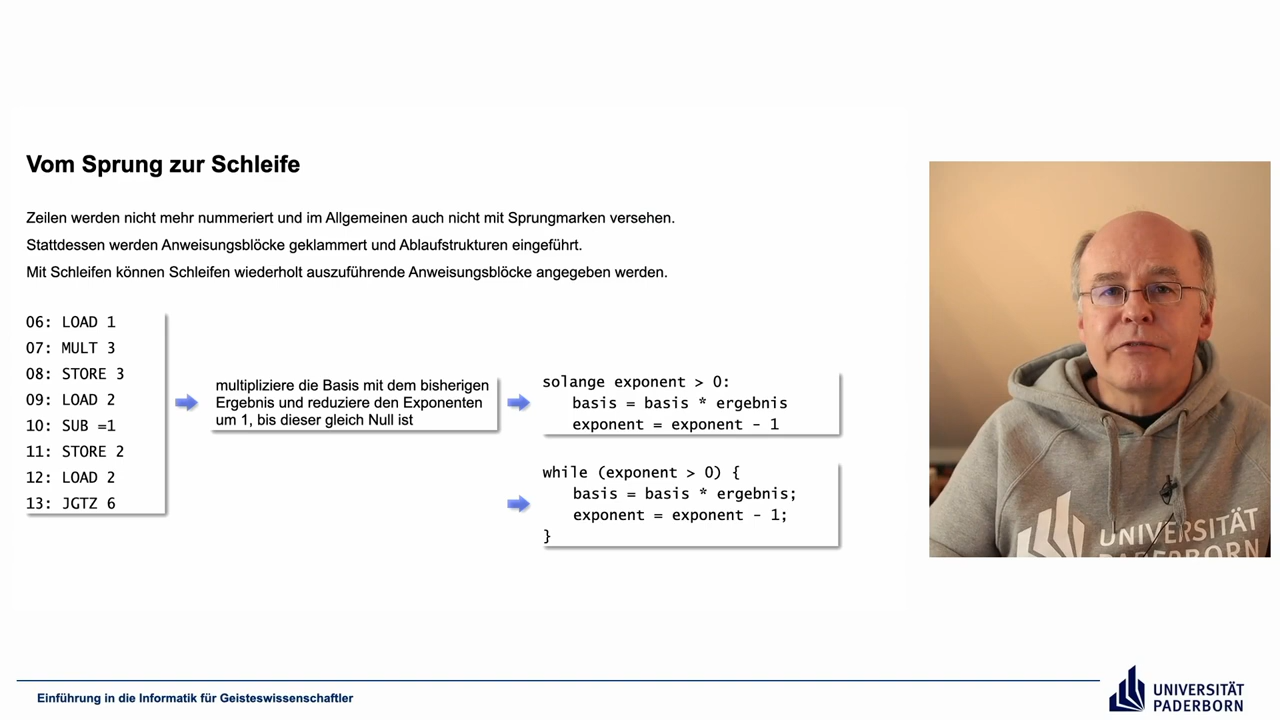 Vom Sprung zur Schleife
Zeilen werden nicht mehr nummeriert und im Allgemeinen auch nicht mit Sprungmarken versehen.
Stattdessen werden Anweisungsblöcke geklammert und Ablaufstrukturen eingeführt.
Mit Schleifen können Schleifen wiederholt auszuführende Anweisungsblöcke angegeben werden.
06: LOAD 1
07: MULT 3
08: STORE 3
09: LOAD 2
10: SUB =1
11: STORE 2
12: LOAD 2
13: JGTZ 6
multipliziere die Basis mit dem bisherigen
Ergebnis und reduziere den Exponenten
um 1, bis dieser gleich Null ist
solange exponent > 0:
basis = basis * ergebnis
exponent = exponent - 1
while (exponent > 0) {
basis = basis * ergebnis;
exponent = exponent - 1;
}
UNIVERSITÄT
PADERBORN
Einführung in die Informatik für Geisteswissenschaftler
UNIVERSITÄT
PADERBORN